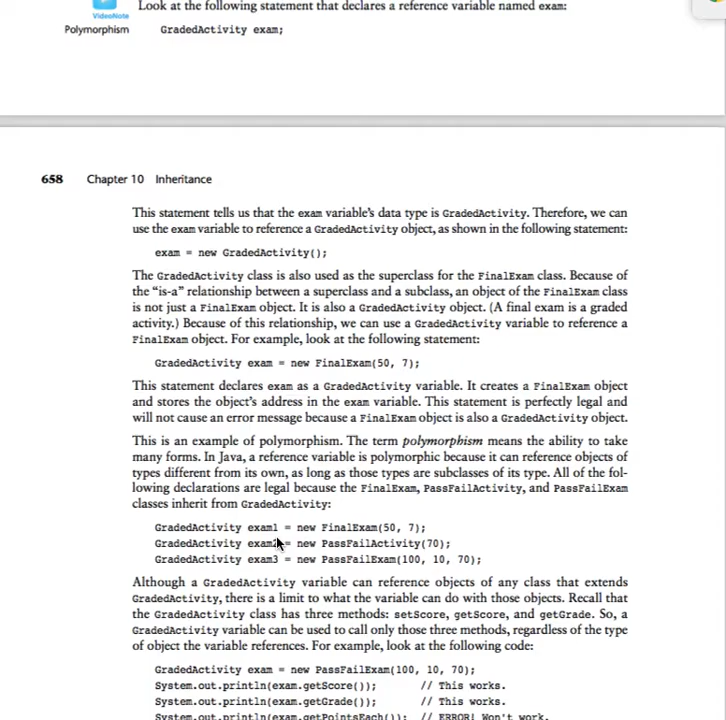 Look at the following statement that declares a reference variable named exam:
VideoNote
Polymorphism GradedActivity exam;
658 Chapter 10 Inheritance
This statement tells us that the exam variable's data type is GradedActivity. Therefore, we can
use the exam variable to reference a GradedActivity object, as shown in the following statement:
exam = new GradedActivity();
The GradedActivity class is also used as the superclass for the FinalExam class. Because of
the "is-a" relationship between a superclass and a subclass, an object of the FinalExam class
is not just a FinalExam object. It is also a GradedActivity object. (A final exam is a graded
activity.) Because of this relationship, we can use a GradedActivity variable to reference a
FinalExam object. For example, look at the following statement:
GradedActivity exam = new FinalExam(50, 7);
This statement declares exam as a GradedActivity variable. It creates a FinalExam object
and stores the object's address in the exam variable. This statement is perfectly legal and
will not cause an error message because a FinalExam object is also a GradedActivity object.
This is an example of polymorphism. The term polymorphism means the ability to take
many forms. In Java, a reference variable is polymorphic because it can reference objects of
types different from its own, as long as those types are subclasses of its type. All of the fol-
lowing declarations are legal because the FinalExam, PassFailActivity, and PassFailExam
classes inherit from GradedActivity:
GradedActivity exam1 = new FinalExam(50, 7);
GradedActivity exam2 = new PassFailActivity(70);
GradedActivity exam3 = new PassFailExam(100, 10, 70);
Although a GradedActivity variable can reference objects of any class that extends
GradedActivity, there is a limit to what the variable can do with those objects. Recall that
the GradedActivity class has three methods: setScore, getScore, and getGrade. So, a
GradedActivity variable can be used to call only those three methods, regardless of the type
of object the variable references. For example, look at the following code:
GradedActivity exam = new PassFailExam(100, 10, 70);
System.out.println(exam.getScore()); // This works.
System.out.println(exam.getGrade()); // This works.
System.out.println(exam.getPointsEach()); // ERROR! Won't work.